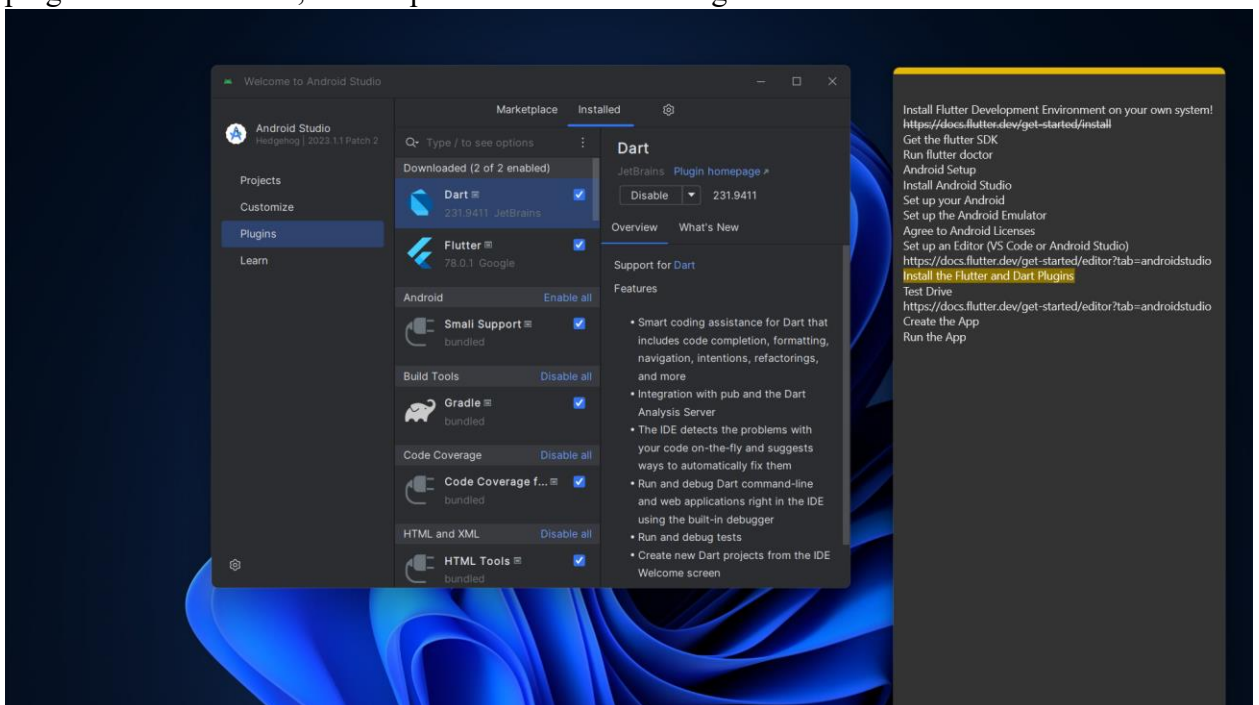 Welcome to Android Studio
Android Studio
Hedgehog | 2023.1.1 Patch 2
Projects
Customize
Plugins
Learn
Marketplace Installed
Type / to see options
Downloaded (2 of 2 enabled)
Dart
231.9411 JetBrains
Flutter
78.0.1 Google
Android Enable all
Smali Support
bundled
Build Tools Disable all
Gradle
bundled
Code Coverage Disable all
Code Coverage f...
bundled
HTML and XML Disable all
HTML Tools
bundled
Dart
JetBrains Plugin homepage ↗
Disable 231.9411
Overview What's New
Support for Dart
Features
• Smart coding assistance for Dart that
includes code completion, formatting,
navigation, intentions, refactorings,
and more
• Integration with pub and the Dart
Analysis Server
• The IDE detects the problems with
your code on-the-fly and suggests
ways to automatically fix them
• Run and debug Dart command-line
and web applications right in the IDE
using the built-in debugger
• Run and debug tests
• Create new Dart projects from the IDE
Welcome screen
Install Flutter Development Environment on your own system!
https://docs.flutter.dev/get-started/install
Get the flutter SDK
Run flutter doctor
Android Setup
Install Android Studio
Set up your Android
Set up the Android Emulator
Agree to Android Licenses
Set up an Editor (VS Code or Android Studio)
https://docs.flutter.dev/get-started/editor?tab=androidstudio
Install the Flutter and Dart Plugins
Test Drive
https://docs.flutter.dev/get-started/editor?tab=androidstudio
Create the App
Run the App